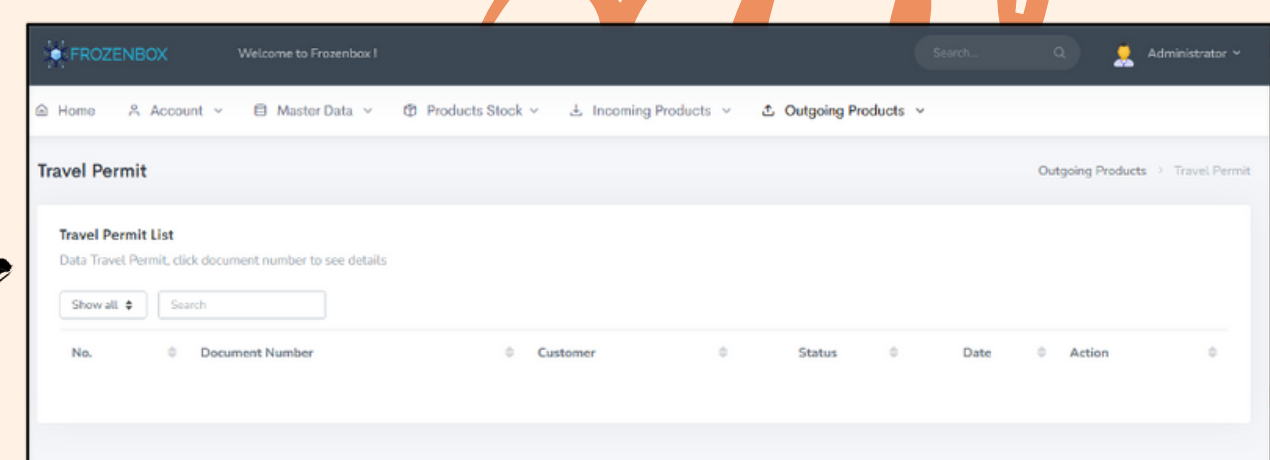 FROZENBOX Welcome to Frozenbox ! Search... Administrator
Home Account Master Data Products Stock Incoming Products Outgoing Products
Travel Permit Outgoing Products > Travel Permit
Travel Permit List
Data Travel Permit, click document number to see details
Show all Search
No. Document Number Customer Status Date Action